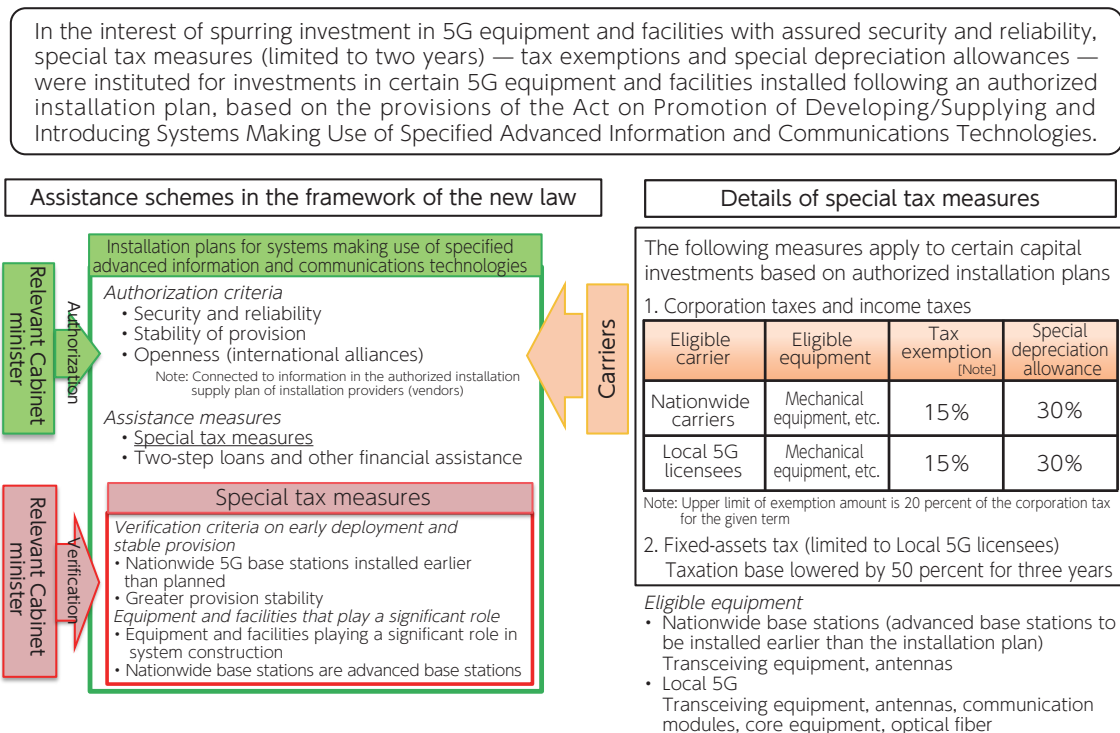 In the interest of spurring investment in 5G equipment and facilities with assured security and reliability,
special tax measures (limited to two years) — tax exemptions and special depreciation allowances —
were instituted for investments in certain 5G equipment and facilities installed following an authorized
installation plan, based on the provisions of the Act on Promotion of Developing/Supplying and
Introducing Systems Making Use of Specified Advanced Information and Communications Technologies.
Assistance schemes in the framework of the new law
Relevant Cabinet
minister
Authorization
Installation plans for systems making use of specified
advanced information and communications technologies
Authorization criteria
• Security and reliability
• Stability of provision
• Openness (international alliances)
Note: Connected to information in the authorized installation
supply plan of installation providers (vendors)
Assistance measures
• Special tax measures
• Two-step loans and other financial assistance
Carriers
Relevant Cabinet
minister
Verification
Special tax measures
Verification criteria on early deployment and
stable provision
• Nationwide 5G base stations installed earlier
than planned
• Greater provision stability
Equipment and facilities that play a significant role
• Equipment and facilities playing a significant role in
system construction
• Nationwide base stations are advanced base stations
Details of special tax measures
The following measures apply to certain capital
investments based on authorized installation plans
1. Corporation taxes and income taxes
Eligible
carrier
Eligible
equipment
Tax
exemption
[Note]
Special
depreciation
allowance
Nationwide
carriers
Mechanical
equipment, etc.
15%
30%
Local 5G
licensees
Mechanical
equipment, etc.
15%
30%
Note: Upper limit of exemption amount is 20 percent of the corporation tax
for the given term
2. Fixed-assets tax (limited to Local 5G licensees)
Taxation base lowered by 50 percent for three years
Eligible equipment
• Nationwide base stations (advanced base stations to
be installed earlier than the installation plan)
Transceiving equipment, antennas
• Local 5G
Transceiving equipment, antennas, communication
modules, core equipment, optical fiber